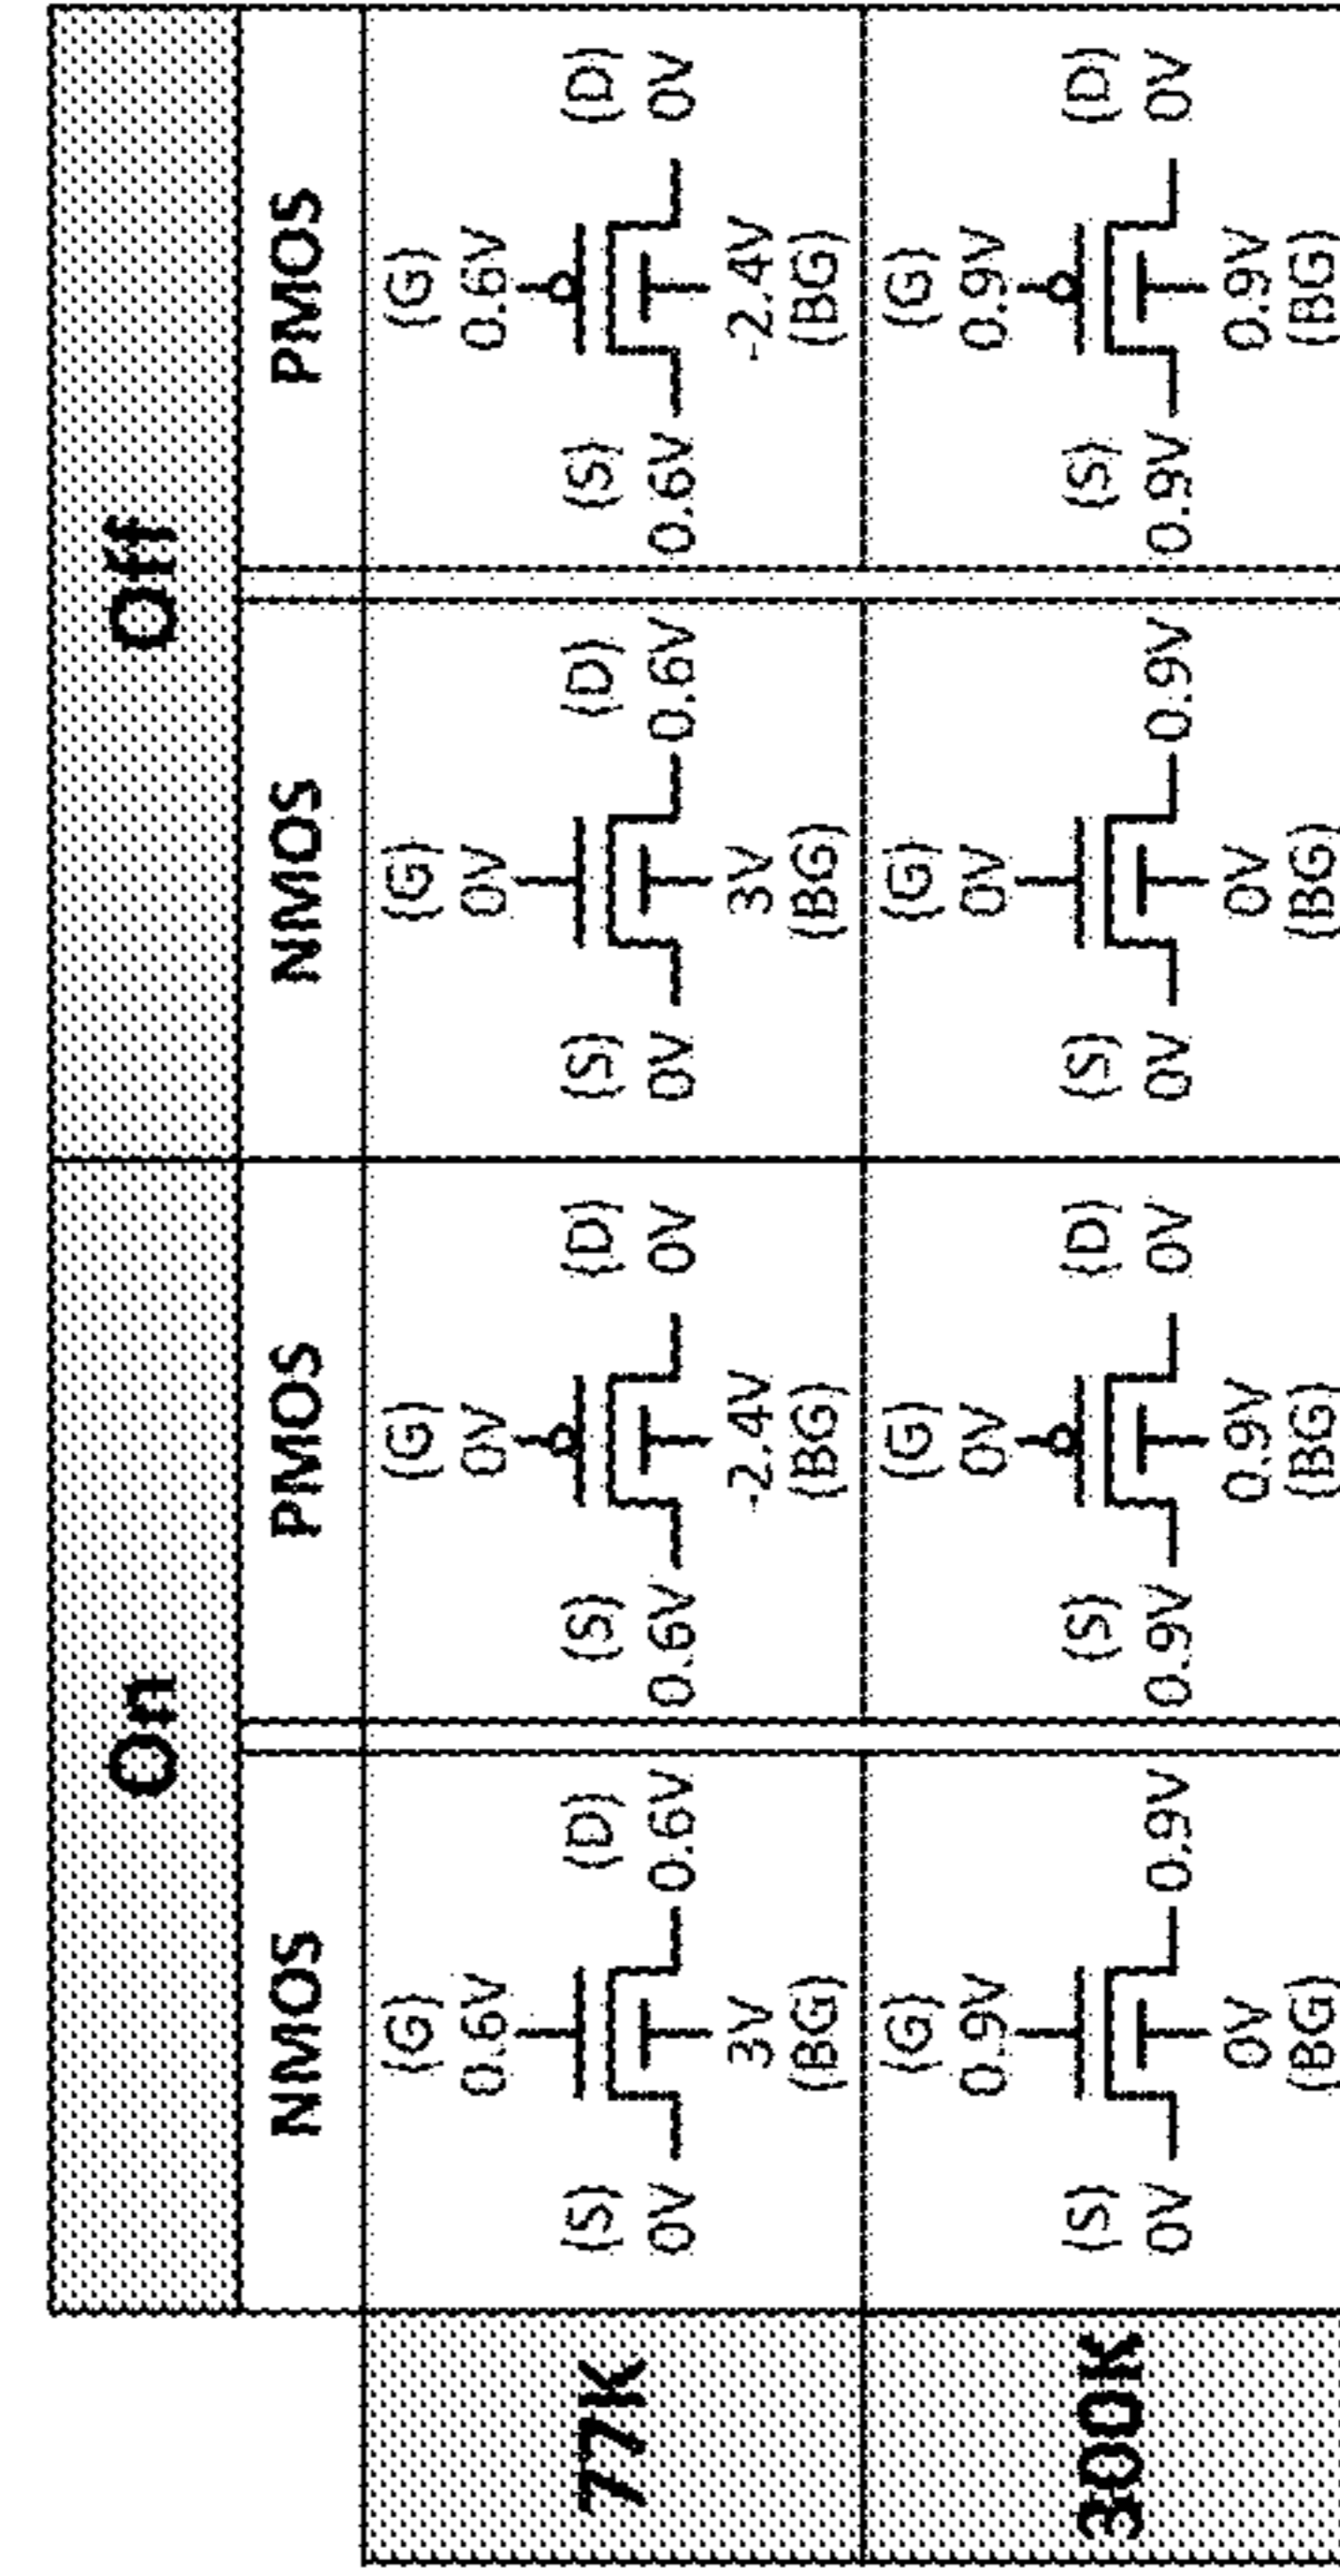 On
Off
NMOS
PMOS
NMOS
PMOS
77K
(G)
0.6V
(S)
0V
(D)
0.6V
3V
(BG)
(G)
0V
(S)
0.6V
(D)
0V
-2.4V
(BG)
(G)
0V
(S)
0V
(D)
0.6V
3V
(BG)
(G)
0.6V
(S)
0.6V
(D)
0V
-2.4V
(BG)
300K
(G)
0.9V
(S)
0V
0.9V
0V
(BG)
(G)
0V
(S)
0.9V
(D)
0V
0.9V
(BG)
(G)
0V
(S)
0V
0.9V
0V
(BG)
(G)
0.9V
(S)
0.9V
(D)
0V
0.9V
(BG)